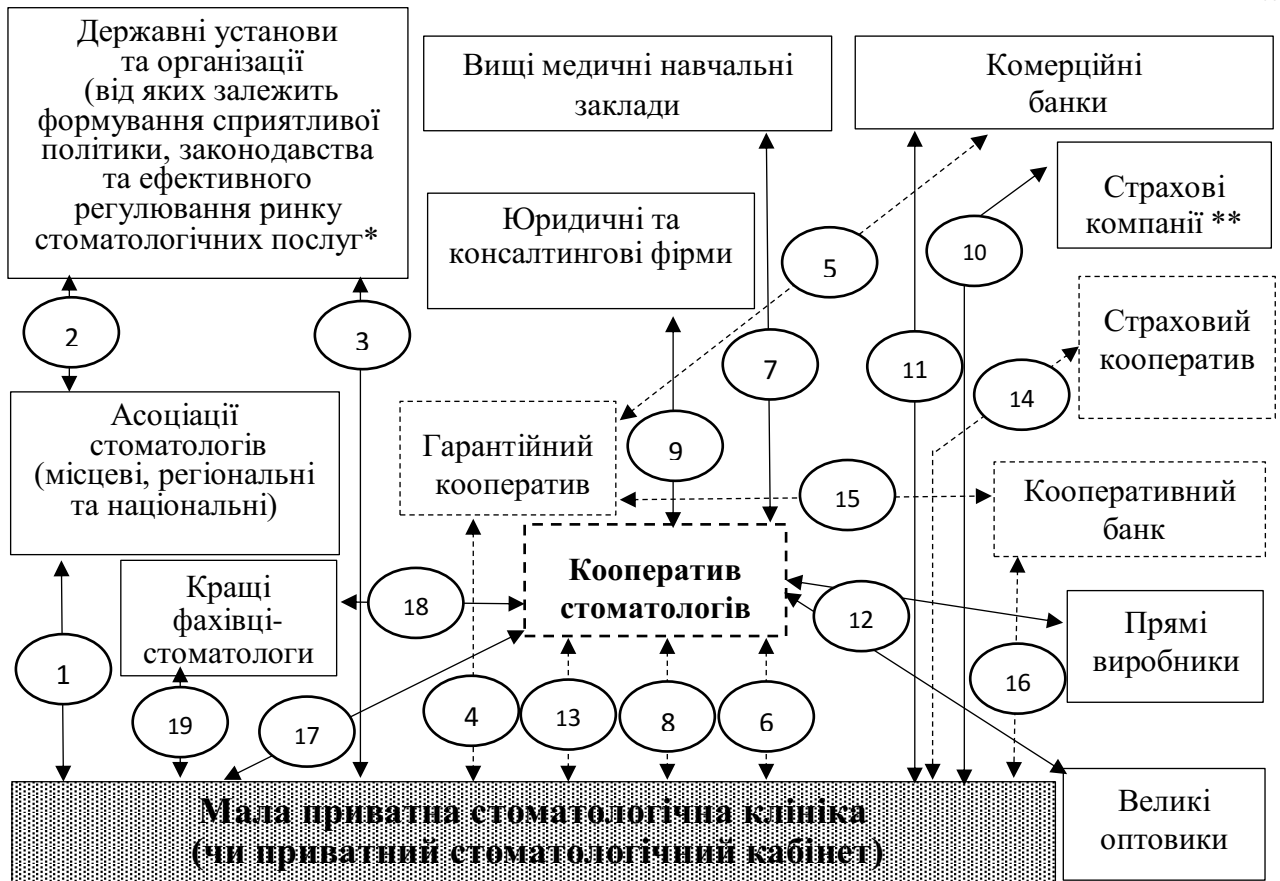 Державні установи
та організації
(від яких залежить
формування сприятливої
політики, законодавства
та ефективного
регулювання ринку
стоматологічних послуг*
Вищі медичні навчальні
заклади
Комерційні
банки
Юридичні та
консалтингові фірми
Страхові
компанії **
5
10
2
3
7
11
14
Страховий
кооператив
Асоціації
стоматологів
(місцеві, регіональні
та національні)
Гарантійний
кооператив
9
15
Кооперативний
банк
Кращі
фахівці-
стоматологи
18
Кооператив
стоматологів
12
Прямі
виробники
1
19
17
4
13
8
6
16
Мала приватна стоматологічна клініка
(чи приватний стоматологічний кабінет)
Великі
оптовики